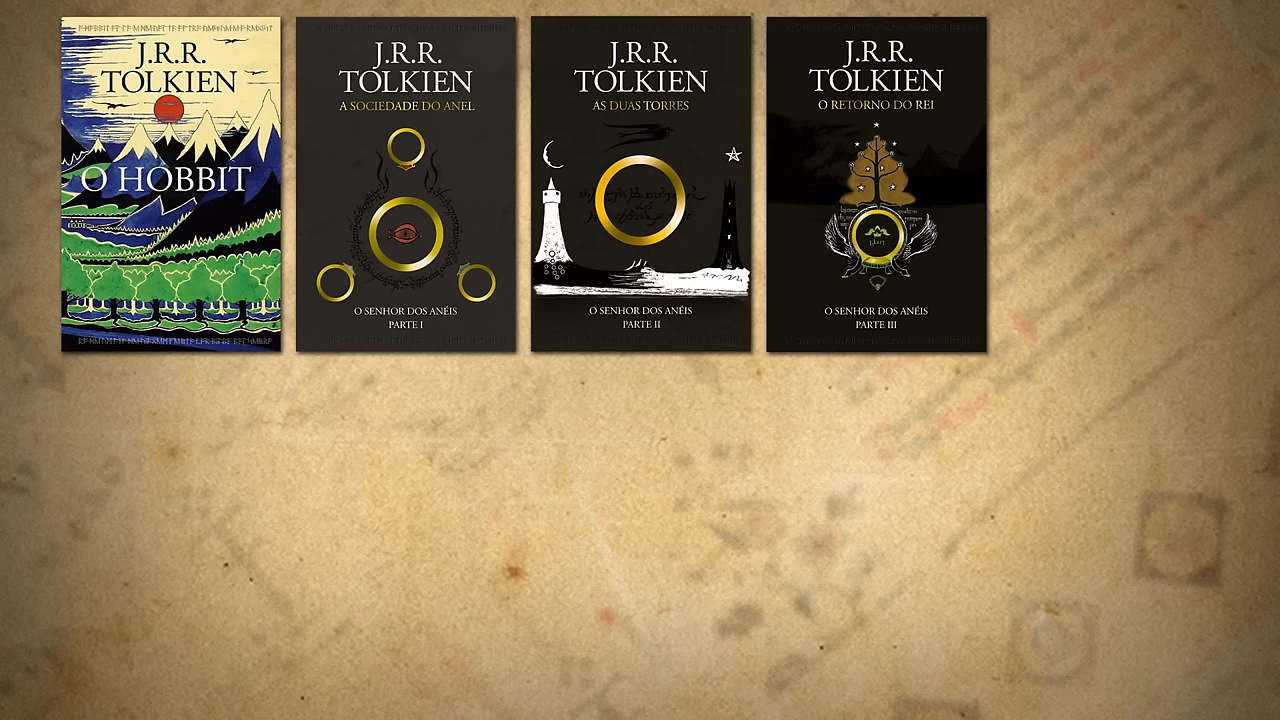 J.R.R.
TOLKIEN
O HOBBIT
J.R.R.
TOLKIEN
A SOCIEDADE DO ANEL
O SENHOR DOS ANÉIS
PARTE I
J.R.R.
TOLKIEN
AS DUAS TORRES
O SENHOR DOS ANÉIS
PARTE II
J.R.R.
TOLKIEN
O RETORNO DO REI
O SENHOR DOS ANÉIS
PARTE III